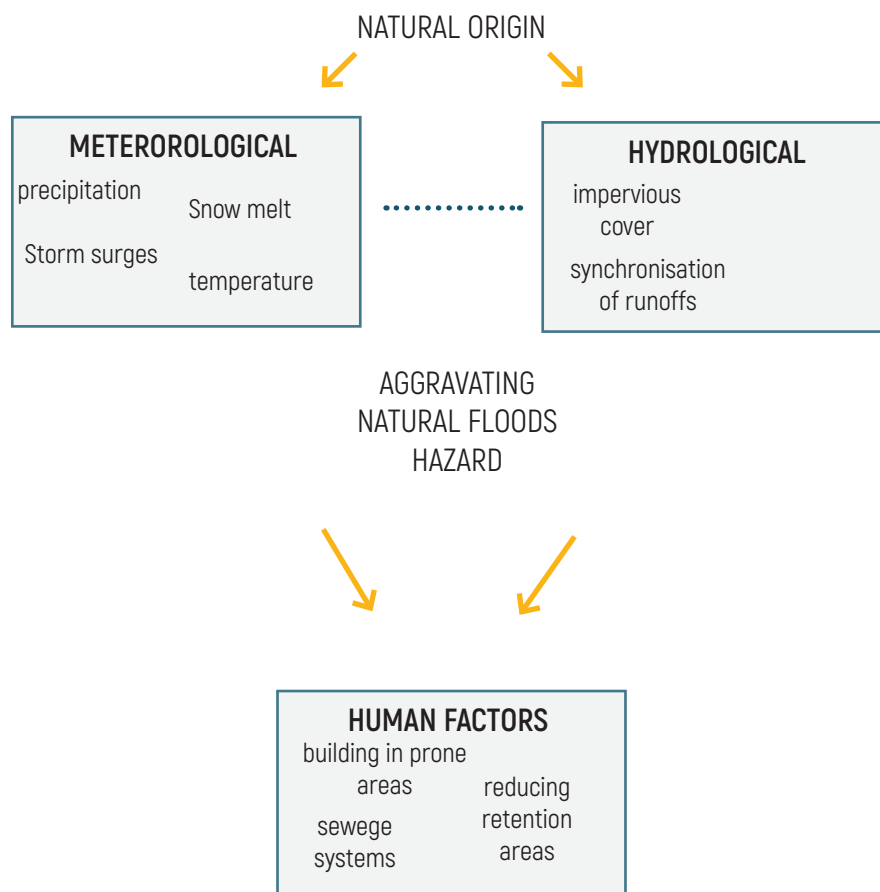 NATURAL ORIGIN
METEROROLOGICAL
precipitation
Snow melt
Storm surges
temperature
HYDROLOGICAL
impervious
cover
synchronisation
of runoffs
AGGRAVATING
NATURAL FLOODS
HAZARD
HUMAN FACTORS
building in prone
areas
sewege
systems
reducing
retention
areas